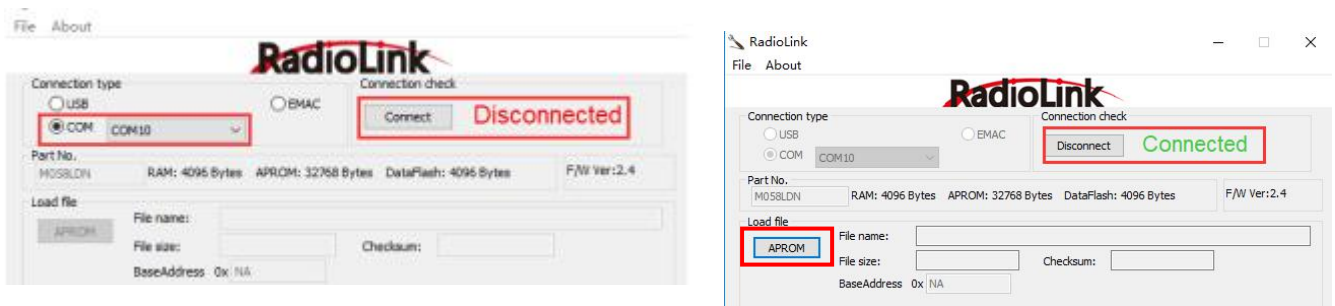 File About
RadioLink
Connection type
Connection check
USB
EMAC
Connect
Disconnected
COM
COM10
Part No.
M058LDN
RAM: 4096 Bytes APROM: 32768 Bytes DataFlash: 4096 Bytes
F/W Ver:2.4
Load file
APROM
File name:
File size:
Checksum:
BaseAddress 0x NA
RadioLink
File About
RadioLink
Connection type
Connection check
USB
EMAC
Disconnect
Connected
COM
COM10
Part No.
M058LDN
RAM: 4096 Bytes APROM: 32768 Bytes DataFlash: 4096 Bytes
F/W Ver:2.4
Load file
APROM
File name:
File size:
Checksum:
BaseAddress 0x NA